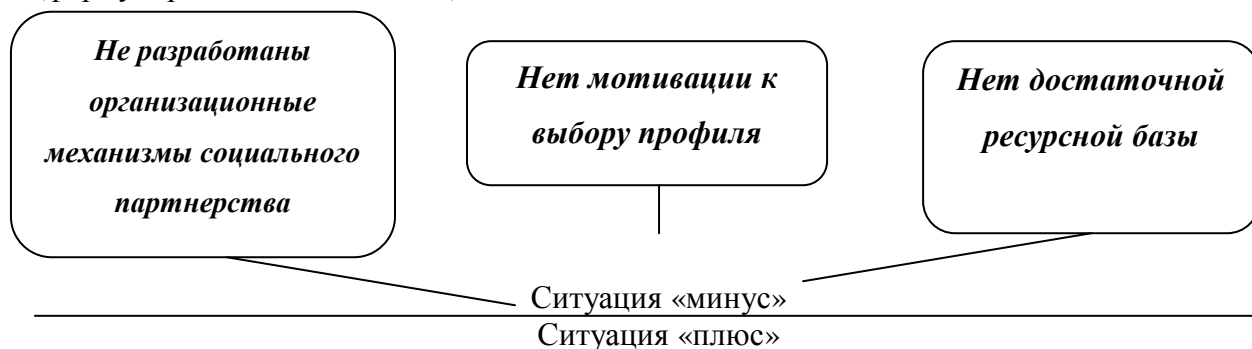 Не разработаны
организационные
механизмы социального
партнерства
Нет мотивации к
выбору профиля
Нет достаточной
ресурсной базы
Ситуация «минус»
Ситуация «плюс»